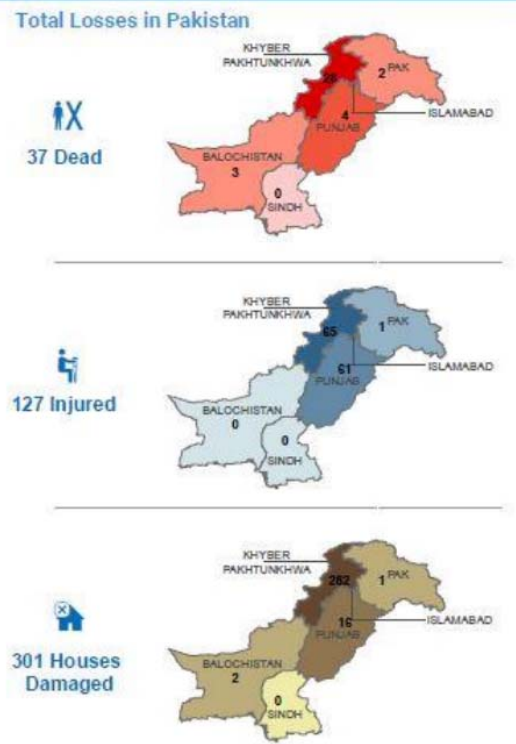 Total Losses in Pakistan
KHYBER
PAKHTUNKHWA
28
2 PAK
ISLAMABAD
4
PUNJAB
37 Dead
BALOCHISTAN
3
0
SINDH
KHYBER
PAKHTUNKHWA
65
1 PAK
ISLAMABAD
61
PUNJAB
127 Injured
BALOCHISTAN
0
0
SINDH
KHYBER
PAKHTUNKHWA
282
1 PAK
ISLAMABAD
16
PUNJAB
301 Houses
Damaged
BALOCHISTAN
2
0
SINDH